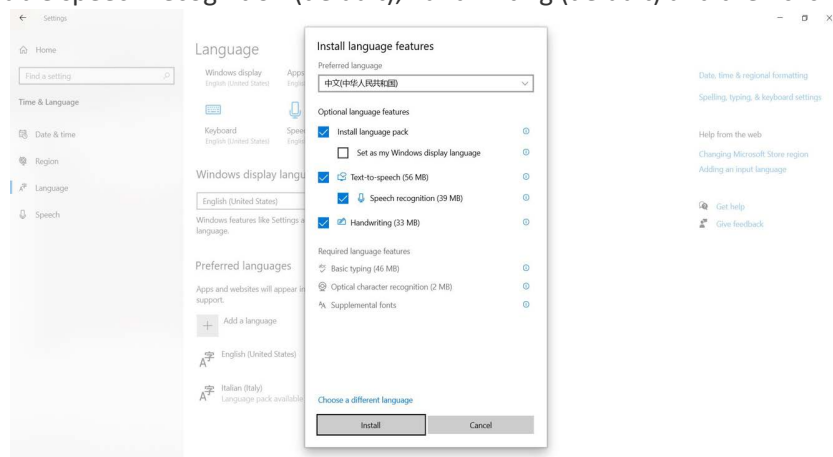 Settings
Home
Find a setting
Time & Language
Date & time
Region
Language
Speech
Language
Windows display
English (United States)
Keyboard
English (United States)
Windows display langu
English (United States)
Windows features like Settings a
language.
Preferred languages
Apps and websites will appear in
support.
Add a language
English (United States)
Italian (Italy)
Language pack available
Install language features
Preferred language
中文(中华人民共和国)
Optional language features
Install language pack
Set as my Windows display language
Text-to-speech (56 MB)
Speech recognition (39 MB)
Handwriting (33 MB)
Required language features
Basic typing (46 MB)
Optical character recognition (2 MB)
Supplemental fonts
Choose a different language
Install
Cancel
Date, time & regional formatting
Spelling, typing, & keyboard settings
Help from the web
Changing Microsoft Store region
Adding an input language
Get help
Give feedback